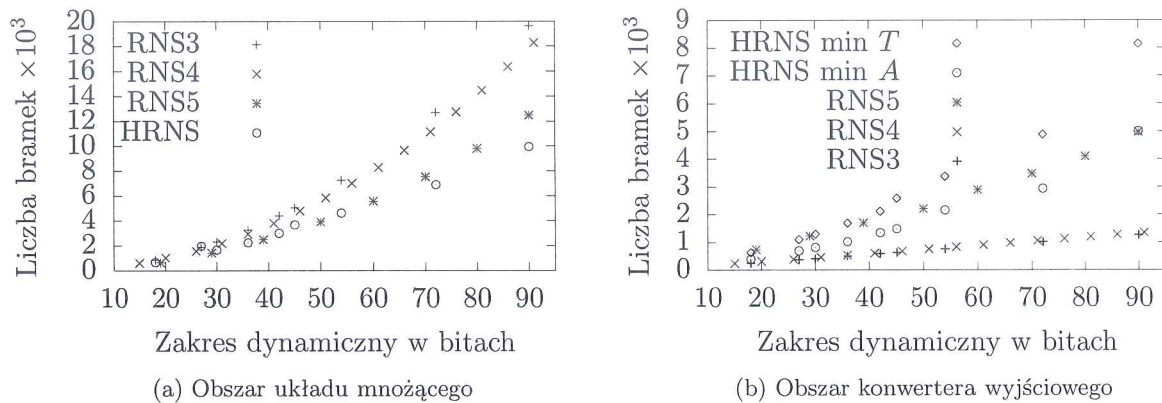 Liczba bramek ×10³
20
18
16
14
12
10
8
6
4
2
0
RNS3
RNS4
RNS5
HRNS
10 20 30 40 50 60 70 80 90
Zakres dynamiczny w bitach
(a) Obszar układu mnożącego
Liczba bramek ×10³
9
8
7
6
5
4
3
2
1
0
HRNS min T
HRNS min A
RNS5
RNS4
RNS3
10 20 30 40 50 60 70 80 90
Zakres dynamiczny w bitach
(b) Obszar konwertera wyjściowego